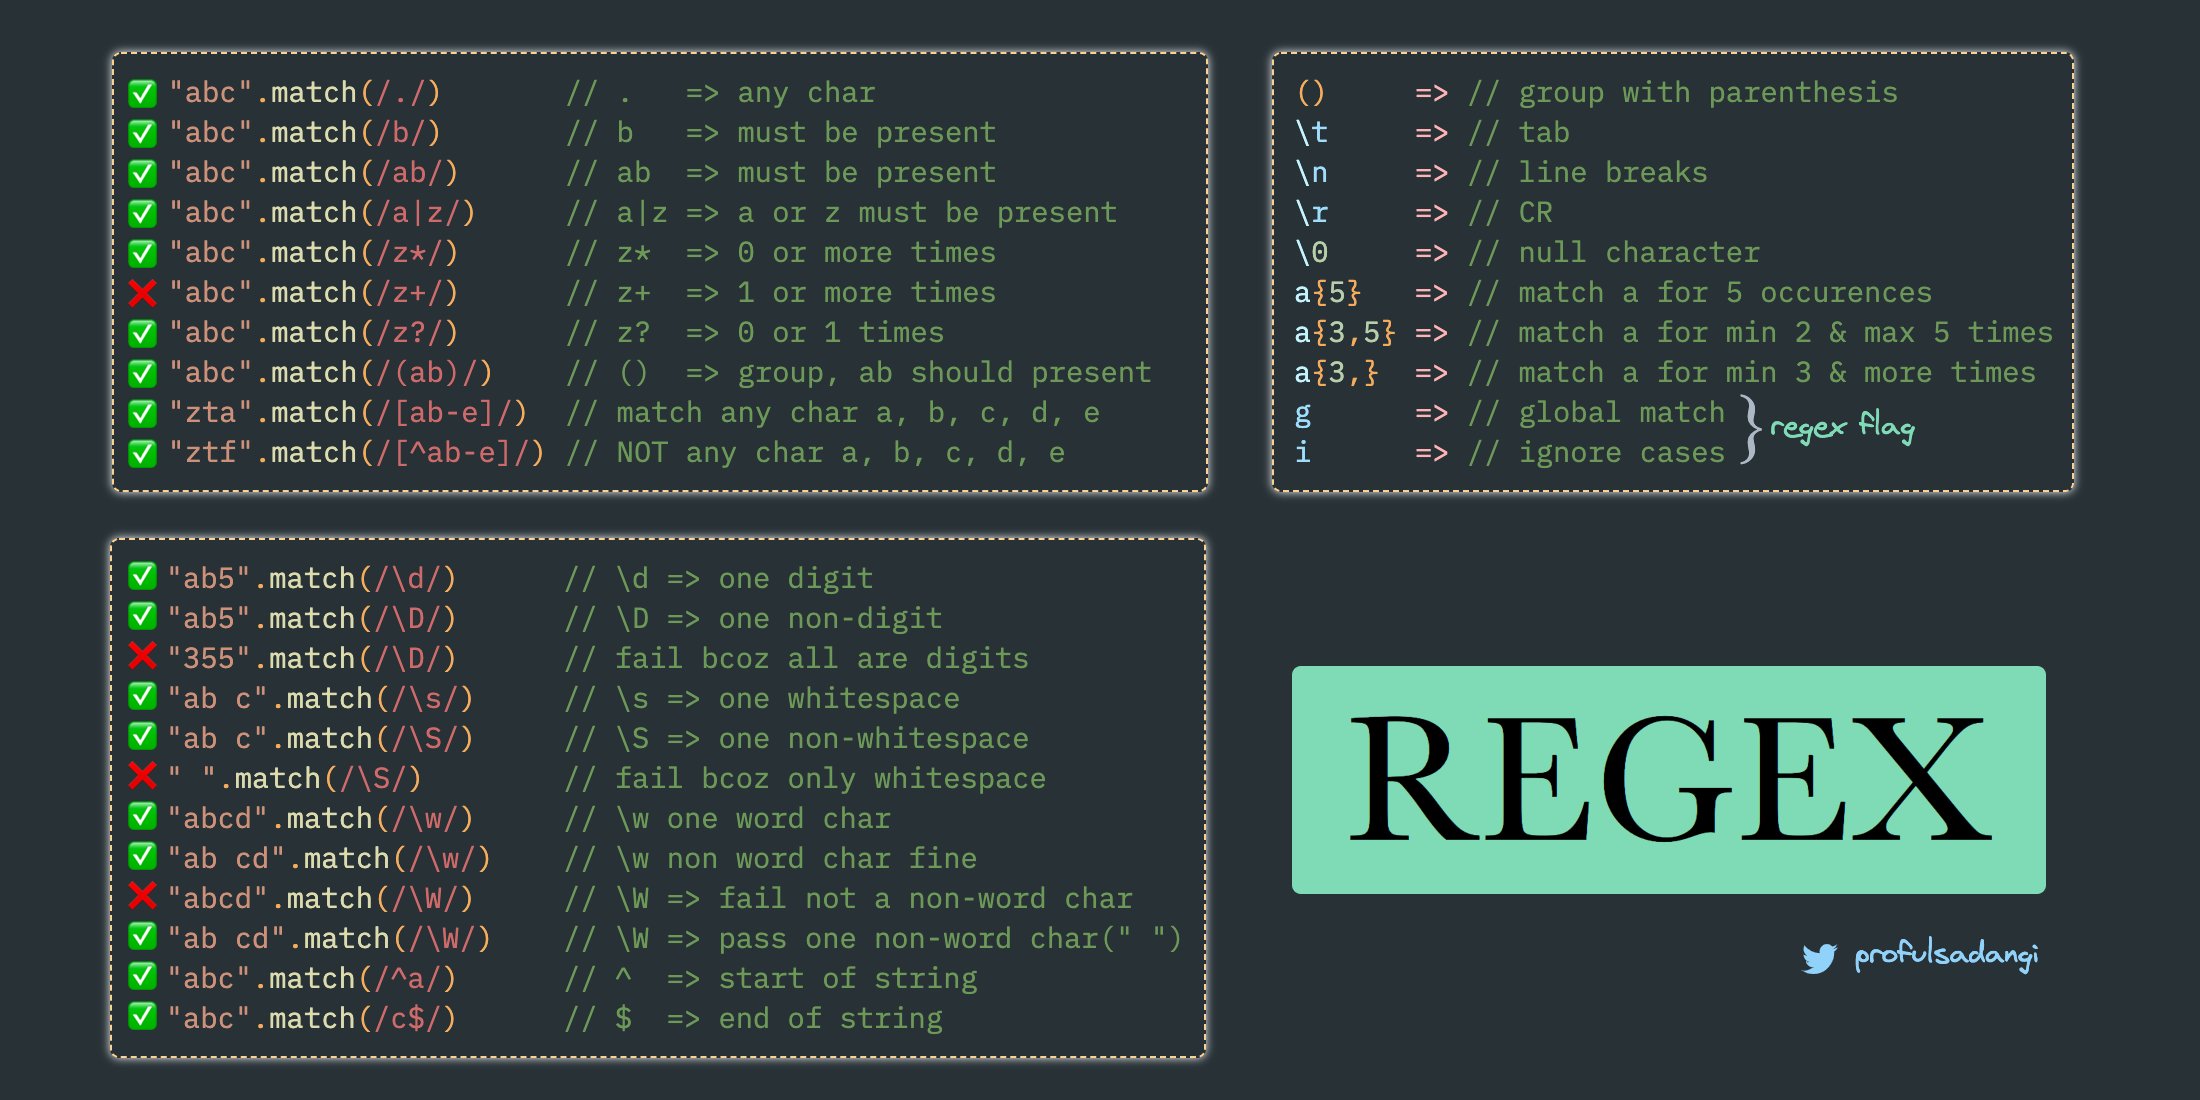 ✅ "abc".match(/./) // . => any char
✅ "abc".match(/b/) // b => must be present
✅ "abc".match(/ab/) // ab => must be present
✅ "abc".match(/a|z/) // a|z => a or z must be present
✅ "abc".match(/z*/) // z* => 0 or more times
❌ "abc".match(/z+/) // z+ => 1 or more times
✅ "abc".match(/z?/) // z? => 0 or 1 times
✅ "abc".match(/(ab)/) // () => group, ab should present
✅ "zta".match(/[ab-e]/) // match any char a, b, c, d, e
✅ "ztf".match(/[^ab-e]/) // NOT any char a, b, c, d, e
() => // group with parenthesis
\t => // tab
\n => // line breaks
\r => // CR
\0 => // null character
a{5} => // match a for 5 occurences
a{3,5} => // match a for min 2 & max 5 times
a{3,} => // match a for min 3 & more times
g => // global match
i => // ignore cases
} regex flag
✅ "ab5".match(/\d/) // \d => one digit
✅ "ab5".match(/\D/) // \D => one non-digit
❌ "355".match(/\D/) // fail bcoz all are digits
✅ "ab c".match(/\s/) // \s => one whitespace
✅ "ab c".match(/\S/) // \S => one non-whitespace
❌ " ".match(/\S/) // fail bcoz only whitespace
✅ "abcd".match(/\w/) // \w one word char
✅ "ab cd".match(/\w/) // \w non word char fine
❌ "abcd".match(/\W/) // \W => fail not a non-word char
✅ "ab cd".match(/\W/) // \W => pass one non-word char(" ")
✅ "abc".match(/^a/) // ^ => start of string
✅ "abc".match(/c$/) // $ => end of string
REGEX
profulsadangi